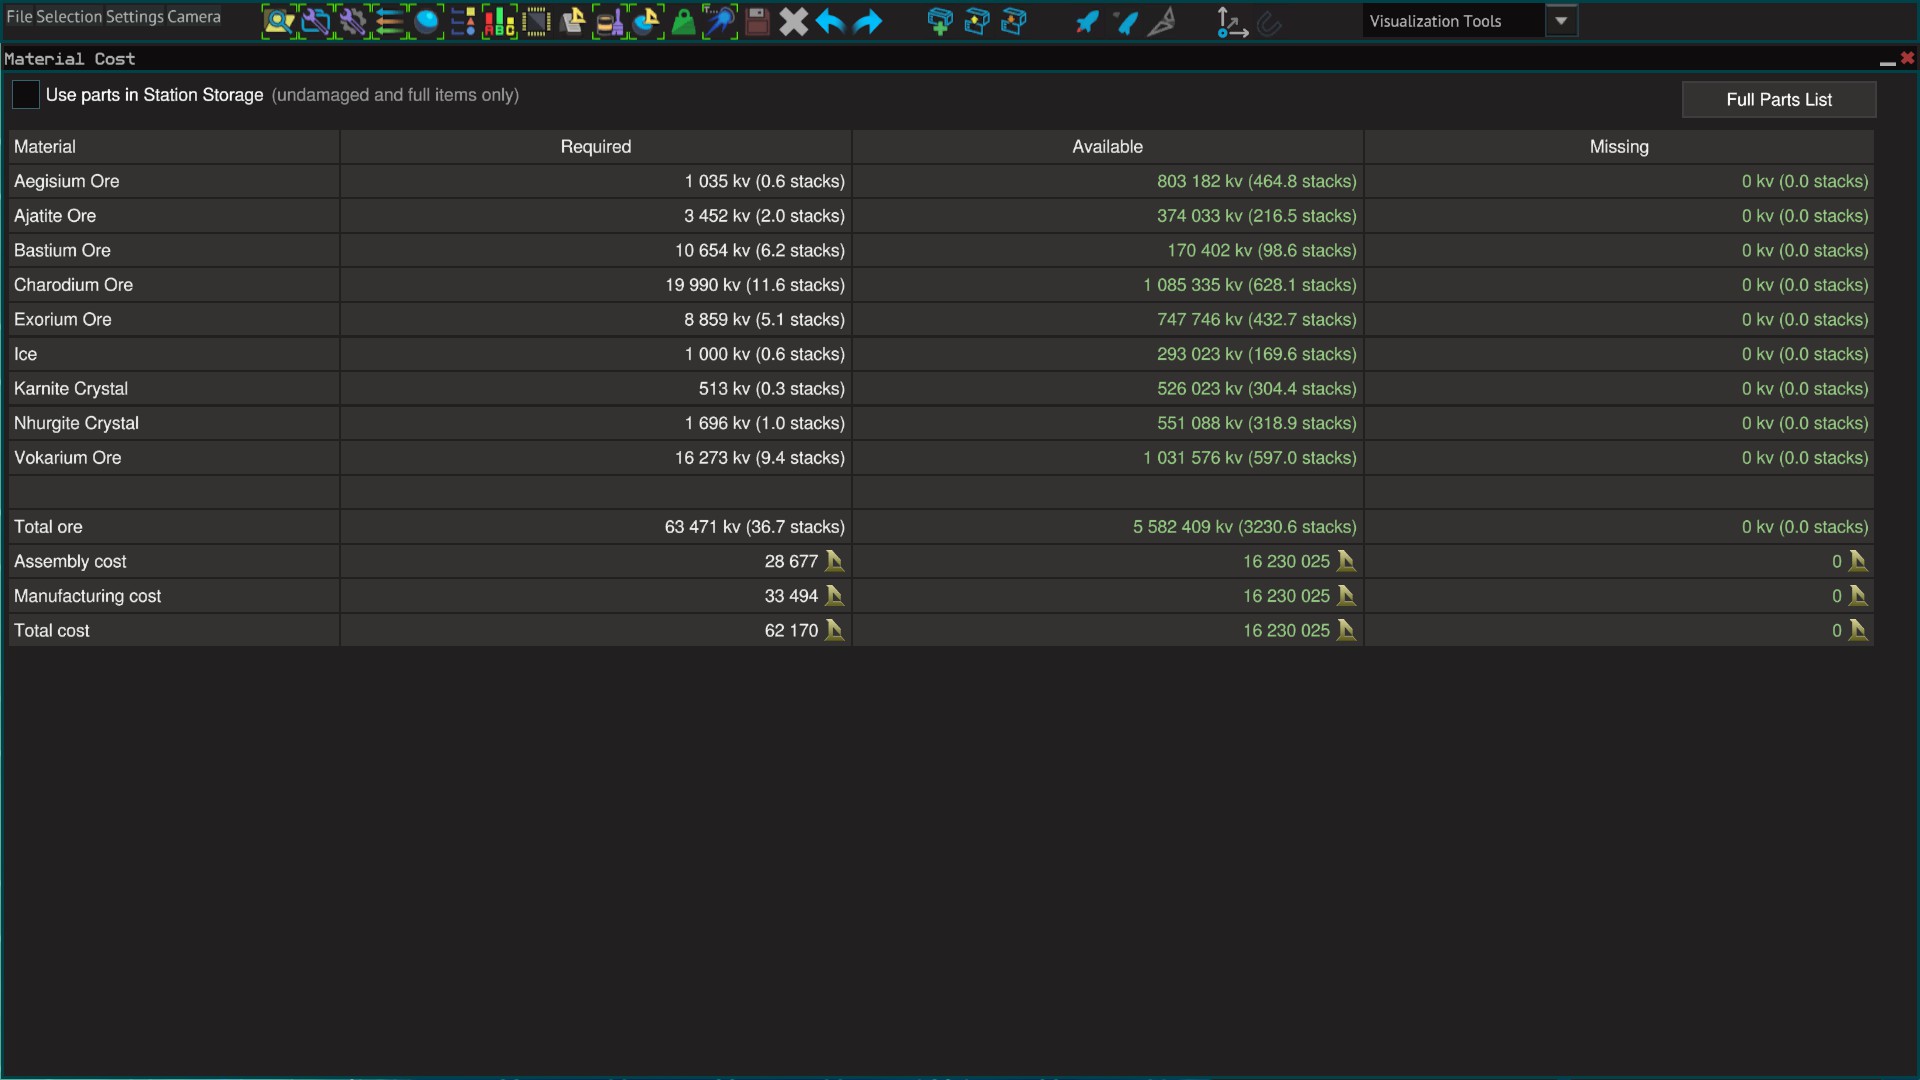 File Selection Settings Camera
Visualization Tools
Material Cost
Use parts in Station Storage (undamaged and full items only)
Full Parts List
Material Required Available Missing
Aegisium Ore 1 035 kv (0.6 stacks) 803 182 kv (464.8 stacks) 0 kv (0.0 stacks)
Ajatite Ore 3 452 kv (2.0 stacks) 374 033 kv (216.5 stacks) 0 kv (0.0 stacks)
Bastium Ore 10 654 kv (6.2 stacks) 170 402 kv (98.6 stacks) 0 kv (0.0 stacks)
Charodium Ore 19 990 kv (11.6 stacks) 1 085 335 kv (628.1 stacks) 0 kv (0.0 stacks)
Exorium Ore 8 859 kv (5.1 stacks) 747 746 kv (432.7 stacks) 0 kv (0.0 stacks)
Ice 1 000 kv (0.6 stacks) 293 023 kv (169.6 stacks) 0 kv (0.0 stacks)
Karnite Crystal 513 kv (0.3 stacks) 526 023 kv (304.4 stacks) 0 kv (0.0 stacks)
Nhurgite Crystal 1 696 kv (1.0 stacks) 551 088 kv (318.9 stacks) 0 kv (0.0 stacks)
Vokarium Ore 16 273 kv (9.4 stacks) 1 031 576 kv (597.0 stacks) 0 kv (0.0 stacks)
Total ore 63 471 kv (36.7 stacks) 5 582 409 kv (3230.6 stacks) 0 kv (0.0 stacks)
Assembly cost 28 677 16 230 025 0
Manufacturing cost 33 494 16 230 025 0
Total cost 62 170 16 230 025 0